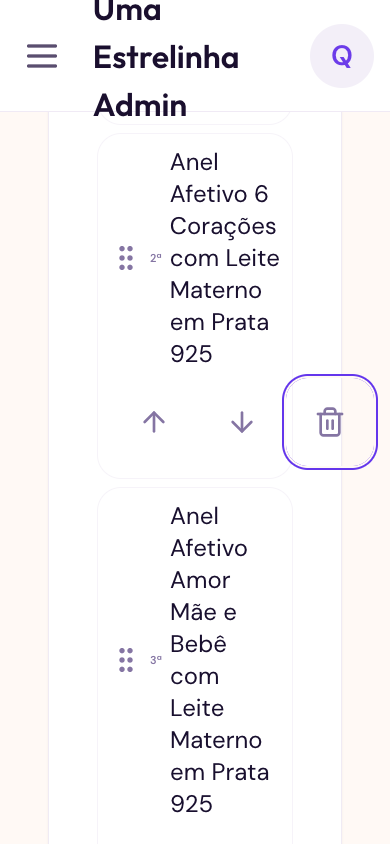 Uma
Estrelinha
Admin
Q
Anel
Afetivo 6
Corações
2º com Leite
Materno
em Prata
925
Anel
Afetivo
Amor
Mãe e
Bebê
3º com
Leite
Materno
em Prata
925